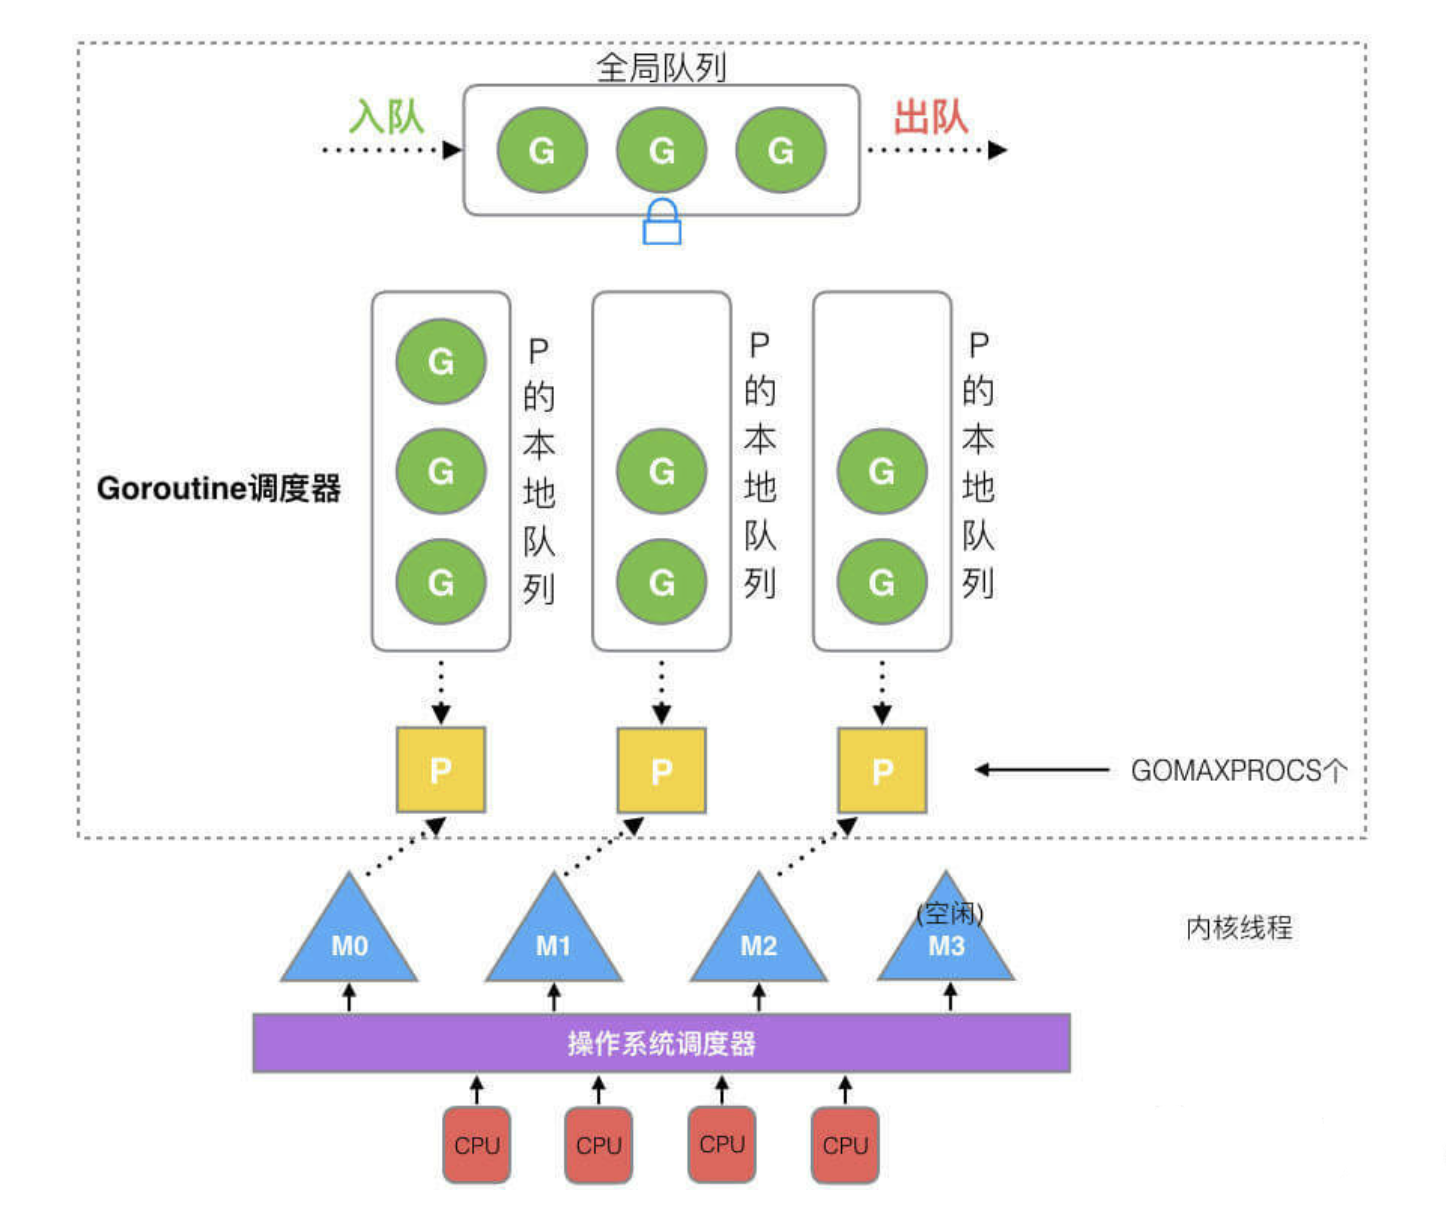 全局队列
入队
出队
G G G
G
G G G
G G G
P的本地队列
P的本地队列
P的本地队列
Goroutine调度器
P P P
GOMAXPROCS个
(空闲)
M0 M1 M2 M3
内核线程
操作系统调度器
CPU CPU CPU CPU